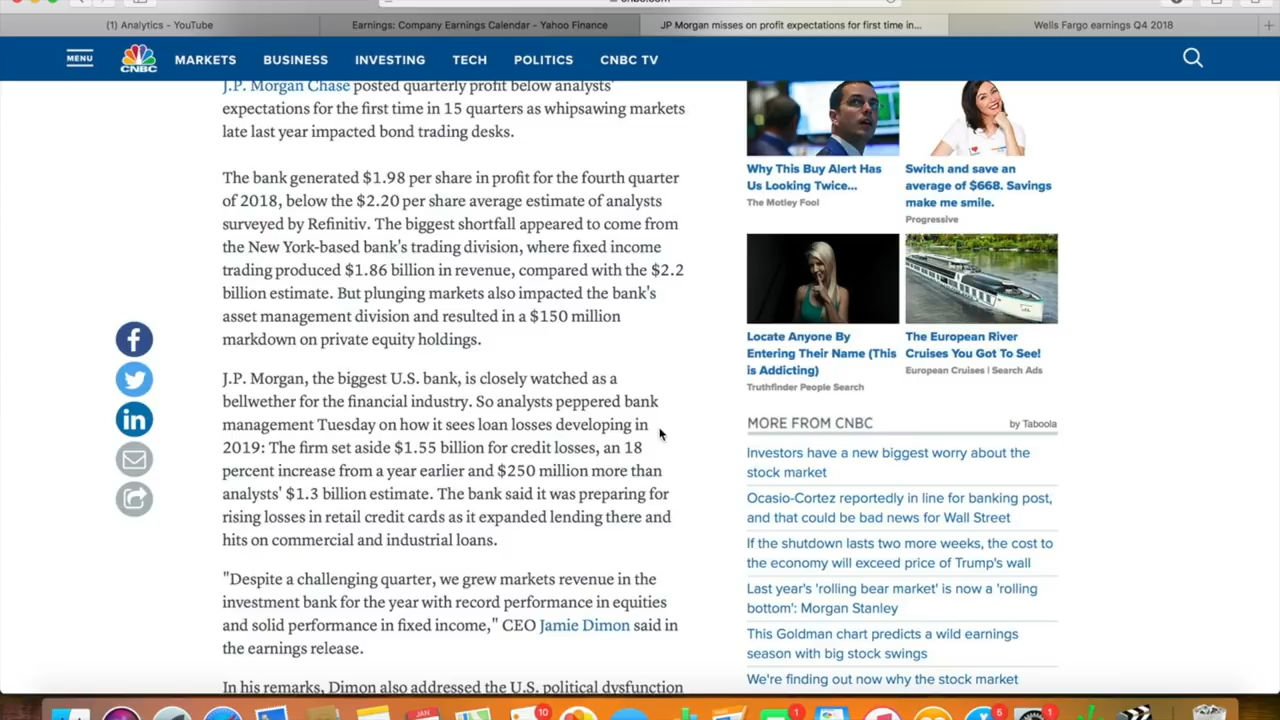 cnbc.com
(1) Analytics - YouTube
Earnings: Company Earnings Calendar - Yahoo Finance
JP Morgan misses on profit expectations for first time in...
Wells Fargo earnings Q4 2018
MENU
CNBC
MARKETS
BUSINESS
INVESTING
TECH
POLITICS
CNBC TV
J.P. Morgan Chase posted quarterly profit below analysts'
expectations for the first time in 15 quarters as whipsawing markets
late last year impacted bond trading desks.
The bank generated $1.98 per share in profit for the fourth quarter
of 2018, below the $2.20 per share average estimate of analysts
surveyed by Refinitiv. The biggest shortfall appeared to come from
the New York-based bank's trading division, where fixed income
trading produced $1.86 billion in revenue, compared with the $2.2
billion estimate. But plunging markets also impacted the bank's
asset management division and resulted in a $150 million
markdown on private equity holdings.
J.P. Morgan, the biggest U.S. bank, is closely watched as a
bellwether for the financial industry. So analysts peppered bank
management Tuesday on how it sees loan losses developing in
2019: The firm set aside $1.55 billion for credit losses, an 18
percent increase from a year earlier and $250 million more than
analysts' $1.3 billion estimate. The bank said it was preparing for
rising losses in retail credit cards as it expanded lending there and
hits on commercial and industrial loans.
"Despite a challenging quarter, we grew markets revenue in the
investment bank for the year with record performance in equities
and solid performance in fixed income," CEO Jamie Dimon said in
the earnings release.
In his remarks, Dimon also addressed the U.S. political dysfunction
Why This Buy Alert Has
Us Looking Twice...
The Motley Fool
Switch and save an
average of $668. Savings
make me smile.
Progressive
Locate Anyone By
Entering Their Name (This
is Addicting)
Truthfinder People Search
The European River
Cruises You Got To See!
European Cruises | Search Ads
MORE FROM CNBC
by Taboola
Investors have a new biggest worry about the
stock market
Ocasio-Cortez reportedly in line for banking post,
and that could be bad news for Wall Street
If the shutdown lasts two more weeks, the cost to
the economy will exceed price of Trump's wall
Last year's 'rolling bear market' is now a 'rolling
bottom': Morgan Stanley
This Goldman chart predicts a wild earnings
season with big stock swings
We're finding out now why the stock market
JAN
10
1
5
1